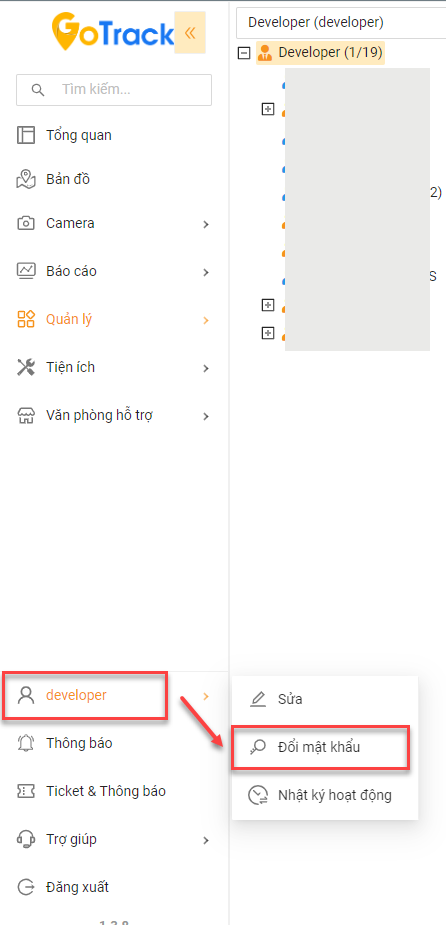 GoTrack
«
Tìm kiếm...
Tổng quan
Bản đồ
Camera
Báo cáo
Quản lý
Tiện ích
Văn phòng hỗ trợ
developer
Thông báo
Ticket & Thông báo
Trợ giúp
Đăng xuất
Developer (developer)
Developer (1/19)
2)
S
Sửa
Đổi mật khẩu
Nhật ký hoạt động